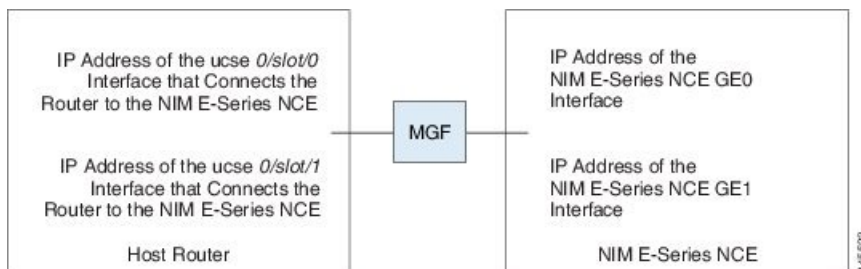 IP Address of the ucse 0/slot/0
Interface that Connects the
Router to the NIM E-Series NCE
IP Address of the ucse 0/slot/1
Interface that Connects the
Router to the NIM E-Series NCE
Host Router
MGF
IP Address of the
NIM E-Series NCE GE0
Interface
IP Address of the
NIM E-Series NCE GE1
Interface
NIM E-Series NCE